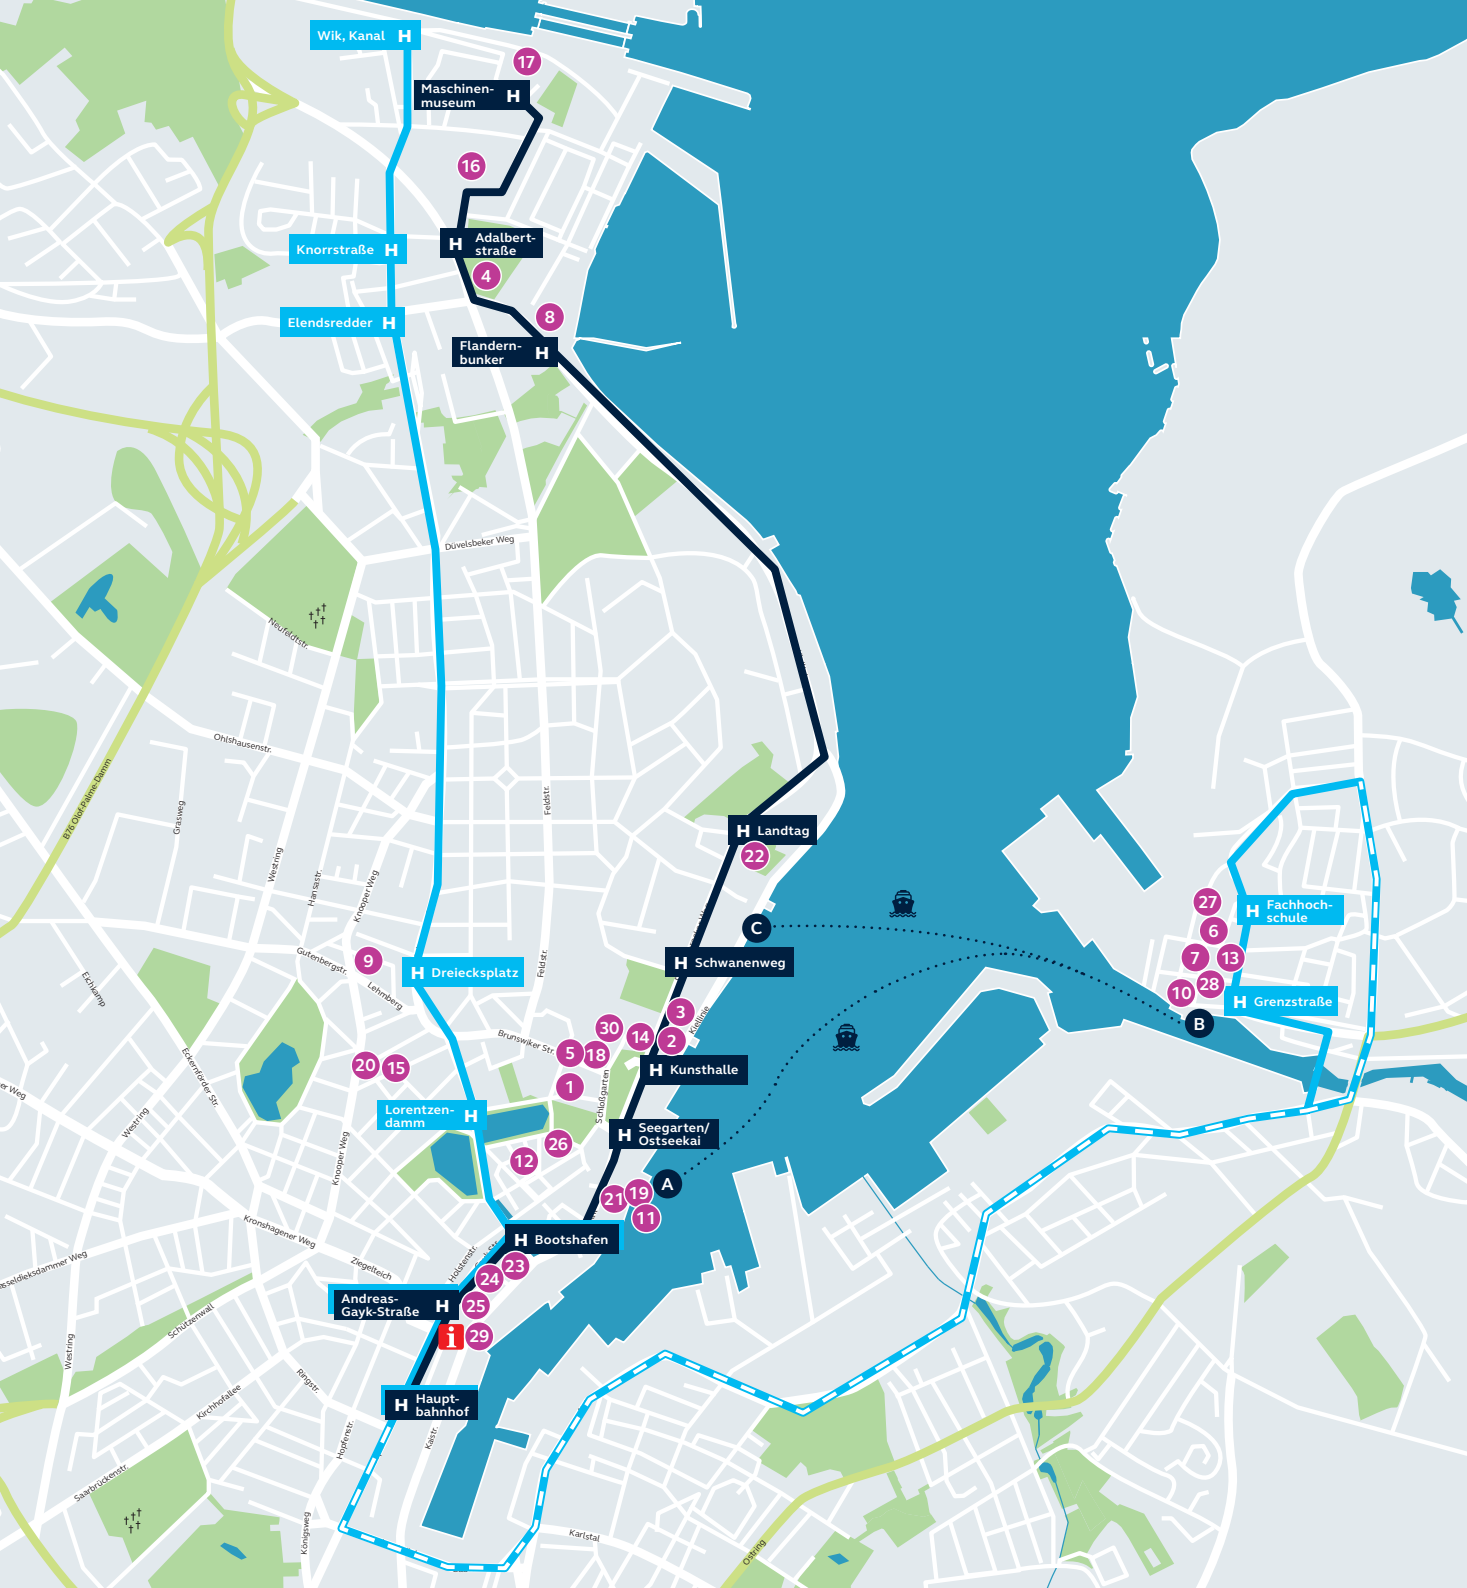 Wik, Kanal H
17
Maschinen-
museum H
16
Knorrstraße H
H Adalbert-
straße
4
Elendsredder H
8
Flandern-
bunker H
Düvelsbeker Weg
Neufeldtstr.
Ohlshausenstr.
B76 Olof-Palme-Damm
Grasweg
Westring
Hansastr.
Knooper Weg
Feldstr.
H Landtag
22
C
27
H Fachhoch-
schule
6
7
13
28
10
H Grenzstraße
B
Gutenbergstr.
9
Lehmberg
H Dreiecksplatz
Feldstr.
H Schwanenweg
Eichkamp
3
Kiellinie
30
14
2
Brunswiker Str.
5
18
H Kunsthalle
20
15
1
Schloßgarten
Eckernförder Str.
Westring
Lorentzen-
damm H
H Seegarten/
Ostseekai
26
12
Knooper Weg
A
21
19
11
Kronshagener Weg
H Bootshafen
Ziegelteich
Holstenstr.
23
24
Andreas-
Gayk-Straße H
25
i
29
Schützenwall
Westring
Ringstr.
Kirchhofallee
H Haupt-
bahnhof
Hopfenstr.
Kaistr.
Saarbrückenstr.
Königsweg
Karlstal
Ostring